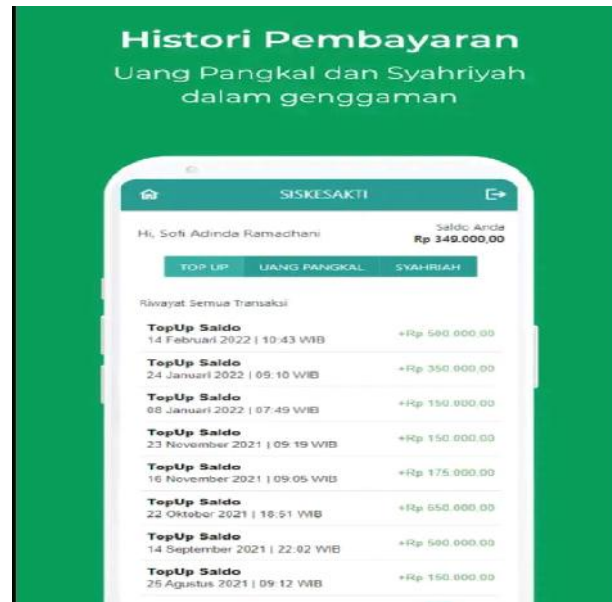 Histori Pembayaran
Uang Pangkal dan Syahriyah
dalam genggaman
SISKESAKTI
Hi, Sofi Adinda Ramadhani
Saldo Anda
Rp 349.000,00
TOP UP UANG PANGKAL SYAHRIAH
Riwayat Semua Transaksi
TopUp Saldo
14 Februari 2022 | 10:43 WIB
+Rp 500.000,00
TopUp Saldo
24 Januari 2022 | 09:10 WIB
+Rp 350.000,00
TopUp Saldo
08 Januari 2022 | 07:49 WIB
+Rp 150.000,00
TopUp Saldo
23 November 2021 | 09:19 WIB
+Rp 150.000,00
TopUp Saldo
16 November 2021 | 09:05 WIB
+Rp 175.000,00
TopUp Saldo
22 Oktober 2021 | 18:51 WIB
+Rp 650.000,00
TopUp Saldo
14 September 2021 | 22:02 WIB
+Rp 500.000,00
TopUp Saldo
25 Agustus 2021 | 09:12 WIB
+Rp 150.000,00